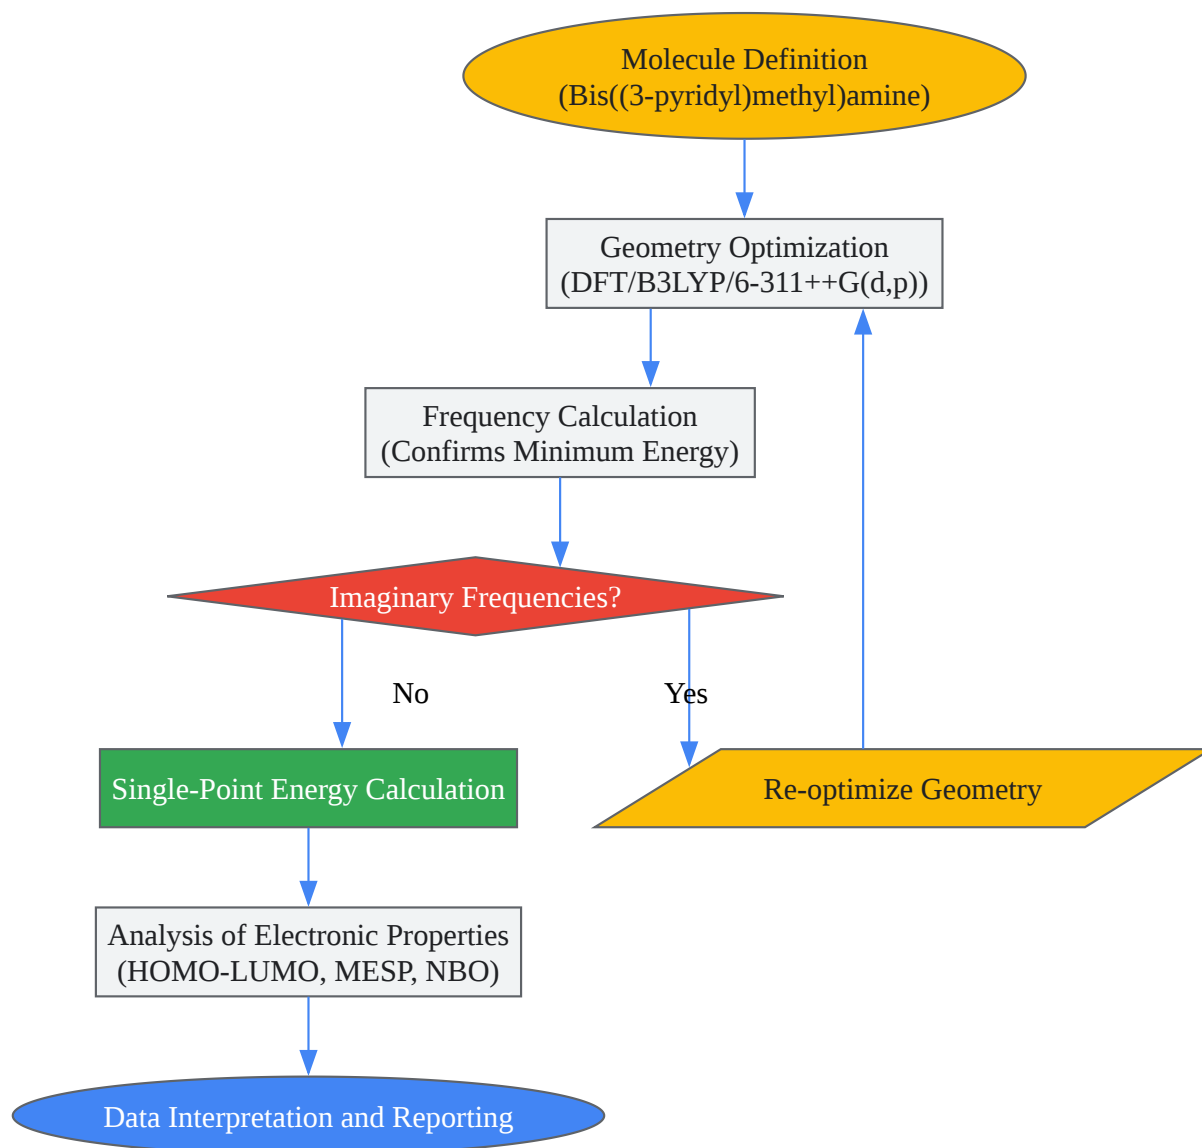 Molecule Definition
(Bis((3-pyridyl)methyl)amine)
Geometry Optimization
(DFT/B3LYP/6-311++G(d,p))
Frequency Calculation
(Confirms Minimum Energy)
Imaginary Frequencies?
No
Yes
Single-Point Energy Calculation
Re-optimize Geometry
Analysis of Electronic Properties
(HOMO-LUMO, MESP, NBO)
Data Interpretation and Reporting